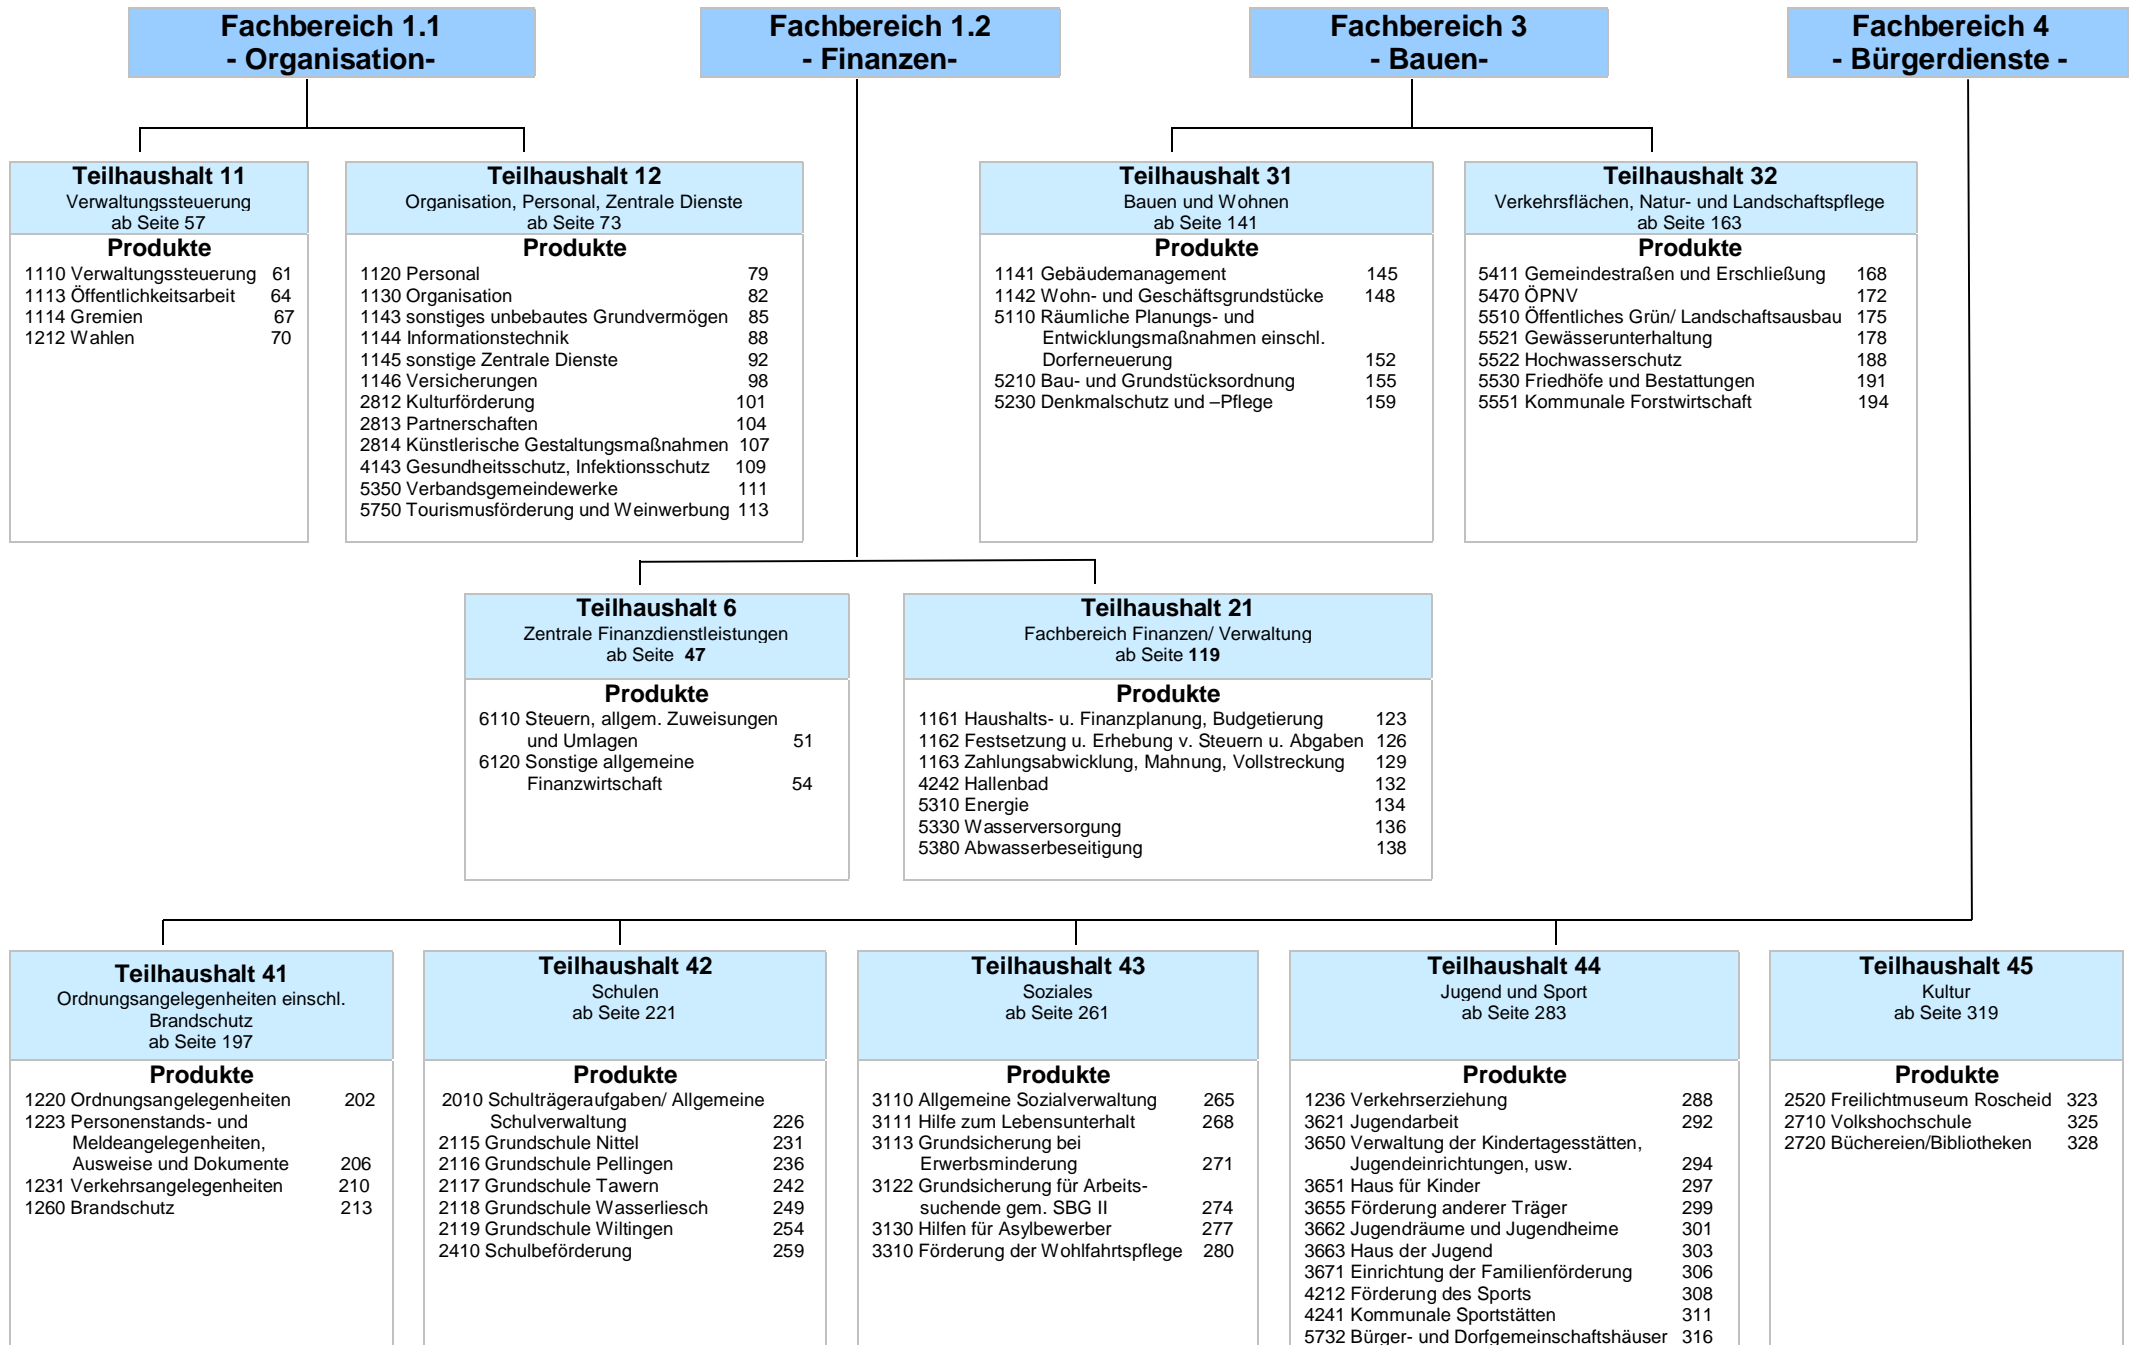 Fachbereich 1.1
- Organisation-
Fachbereich 1.2
- Finanzen-
Fachbereich 3
- Bauen-
Fachbereich 4
- Bürgerdienste -
Teilhaushalt 11
Verwaltungssteuerung
ab Seite 57
Produkte
1110 Verwaltungssteuerung 61
1113 Öffentlichkeitsarbeit 64
1114 Gremien 67
1212 Wahlen 70
Teilhaushalt 12
Organisation, Personal, Zentrale Dienste
ab Seite 73
Produkte
1120 Personal 79
1130 Organisation 82
1143 sonstiges unbebautes Grundvermögen 85
1144 Informationstechnik 88
1145 sonstige Zentrale Dienste 92
1146 Versicherungen 98
2812 Kulturförderung 101
2813 Partnerschaften 104
2814 Künstlerische Gestaltungsmaßnahmen 107
4143 Gesundheitsschutz, Infektionsschutz 109
5350 Verbandsgemeindewerke 111
5750 Tourismusförderung und Weinwerbung 113
Teilhaushalt 31
Bauen und Wohnen
ab Seite 141
Produkte
1141 Gebäudemanagement 145
1142 Wohn- und Geschäftsgrundstücke 148
5110 Räumliche Planungs- und
Entwicklungsmaßnahmen einschl.
Dorferneuerung 152
5210 Bau- und Grundstücksordnung 155
5230 Denkmalschutz und –Pflege 159
Teilhaushalt 32
Verkehrsflächen, Natur- und Landschaftspflege
ab Seite 163
Produkte
5411 Gemeindestraßen und Erschließung 168
5470 ÖPNV 172
5510 Öffentliches Grün/ Landschaftsausbau 175
5521 Gewässerunterhaltung 178
5522 Hochwasserschutz 188
5530 Friedhöfe und Bestattungen 191
5551 Kommunale Forstwirtschaft 194
Teilhaushalt 6
Zentrale Finanzdienstleistungen
ab Seite 47
Produkte
6110 Steuern, allgem. Zuweisungen
und Umlagen 51
6120 Sonstige allgemeine
Finanzwirtschaft 54
Teilhaushalt 21
Fachbereich Finanzen/ Verwaltung
ab Seite 119
Produkte
1161 Haushalts- u. Finanzplanung, Budgetierung 123
1162 Festsetzung u. Erhebung v. Steuern u. Abgaben 126
1163 Zahlungsabwicklung, Mahnung, Vollstreckung 129
4242 Hallenbad 132
5310 Energie 134
5330 Wasserversorgung 136
5380 Abwasserbeseitigung 138
Teilhaushalt 41
Ordnungsangelegenheiten einschl.
Brandschutz
ab Seite 197
Produkte
1220 Ordnungsangelegenheiten 202
1223 Personenstands- und
Meldeangelegenheiten,
Ausweise und Dokumente 206
1231 Verkehrsangelegenheiten 210
1260 Brandschutz 213
Teilhaushalt 42
Schulen
ab Seite 221
Produkte
2010 Schulträgeraufgaben/ Allgemeine
Schulverwaltung 226
2115 Grundschule Nittel 231
2116 Grundschule Pellingen 236
2117 Grundschule Tawern 242
2118 Grundschule Wasserliesch 249
2119 Grundschule Wiltingen 254
2410 Schulbeförderung 259
Teilhaushalt 43
Soziales
ab Seite 261
Produkte
3110 Allgemeine Sozialverwaltung 265
3111 Hilfe zum Lebensunterhalt 268
3113 Grundsicherung bei
Erwerbsminderung 271
3122 Grundsicherung für Arbeits-
suchende gem. SBG II 274
3130 Hilfen für Asylbewerber 277
3310 Förderung der Wohlfahrtspflege 280
Teilhaushalt 44
Jugend und Sport
ab Seite 283
Produkte
1236 Verkehrserziehung 288
3621 Jugendarbeit 292
3650 Verwaltung der Kindertagesstätten,
Jugendeinrichtungen, usw. 294
3651 Haus für Kinder 297
3655 Förderung anderer Träger 299
3662 Jugendräume und Jugendheime 301
3663 Haus der Jugend 303
3671 Einrichtung der Familienförderung 306
4212 Förderung des Sports 308
4241 Kommunale Sportstätten 311
5732 Bürger- und Dorfgemeinschaftshäuser 316
Teilhaushalt 45
Kultur
ab Seite 319
Produkte
2520 Freilichtmuseum Roscheid 323
2710 Volkshochschule 325
2720 Büchereien/Bibliotheken 328